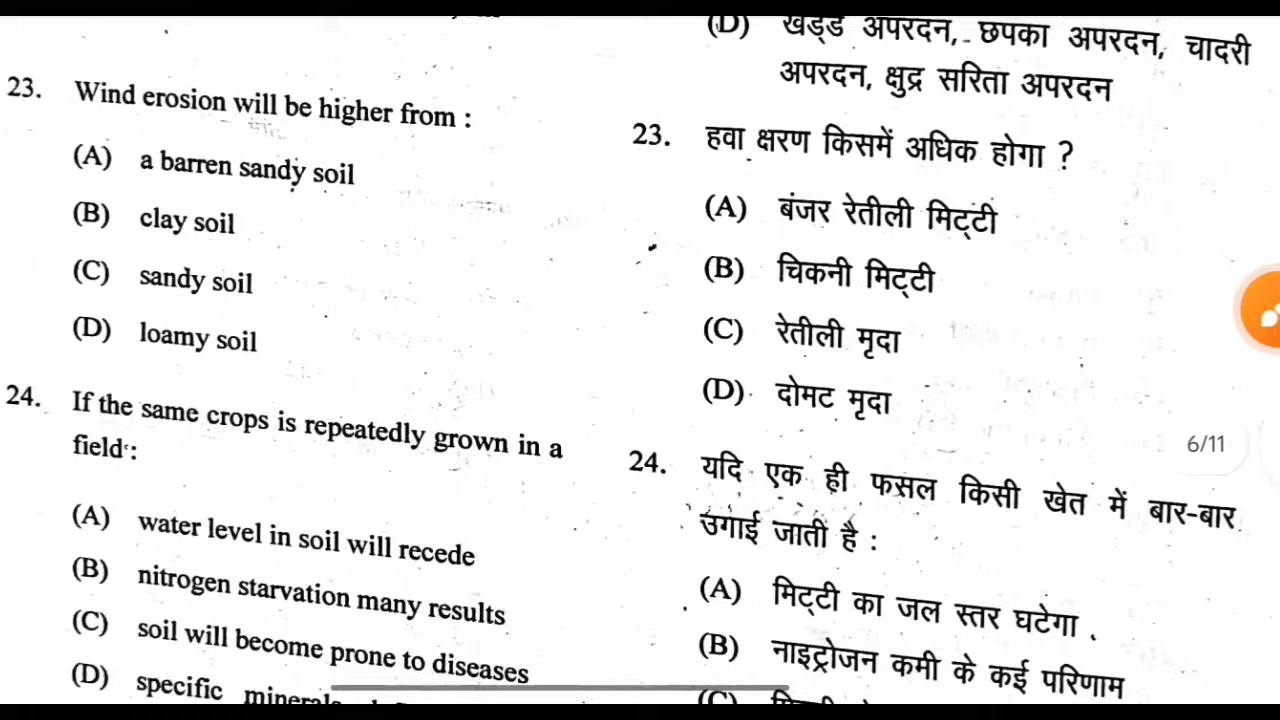 23. Wind erosion will be higher from :
(A) a barren sandy soil
(B) clay soil
(C) sandy soil
(D) loamy soil
24. If the same crops is repeatedly grown in a
field :
(A) water level in soil will recede
(B) nitrogen starvation many results
(C) soil will become prone to diseases
(D) specific
(D) खड्ड अपरदन, छपका अपरदन, चादरी
अपरदन, क्षुद्र सरिता अपरदन
23. हवा क्षरण किसमें अधिक होगा ?
(A) बंजर रेतीली मिट्टी
(B) चिकनी मिट्टी
(C) रेतीली मृदा
(D) दोमट मृदा
24. यदि एक ही फसल किसी खेत में बार-बार
उगाई जाती है :
(A) मिट्टी का जल स्तर घटेगा .
(B) नाइट्रोजन कमी के कई परिणाम
(C)
6/11